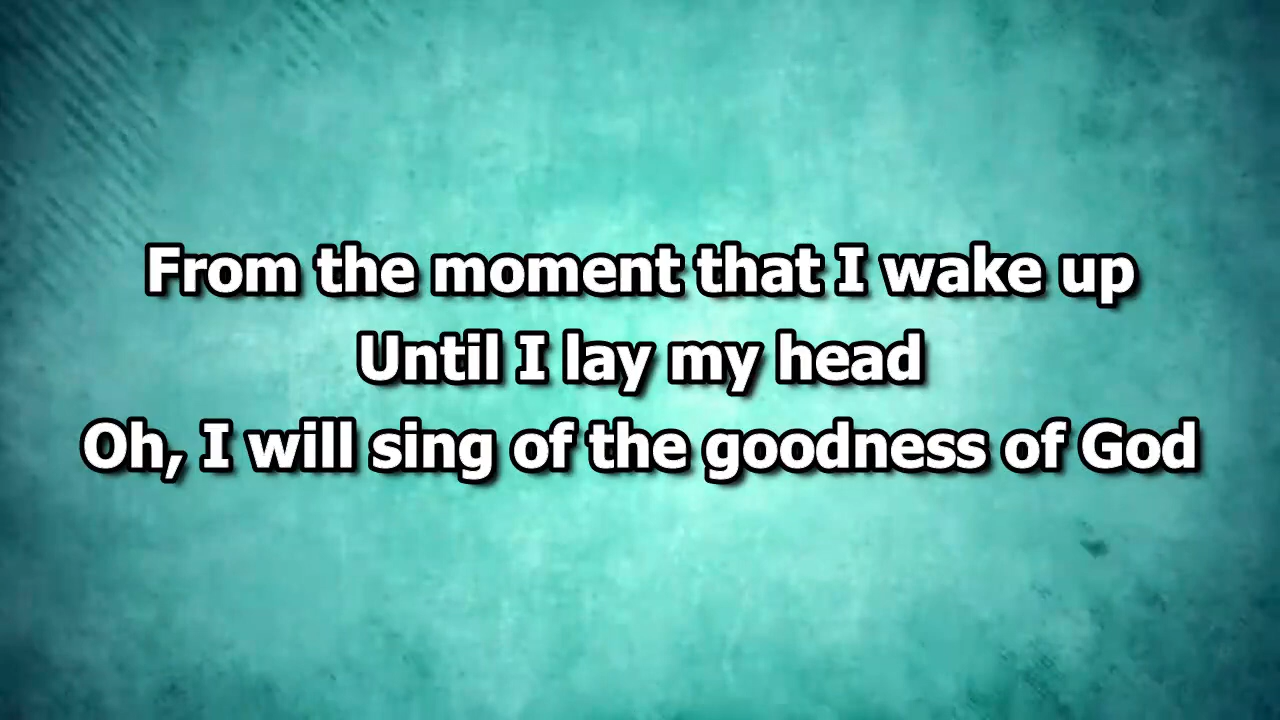 From the moment that I wake up
Until I lay my head
Oh, I will sing of the goodness of God